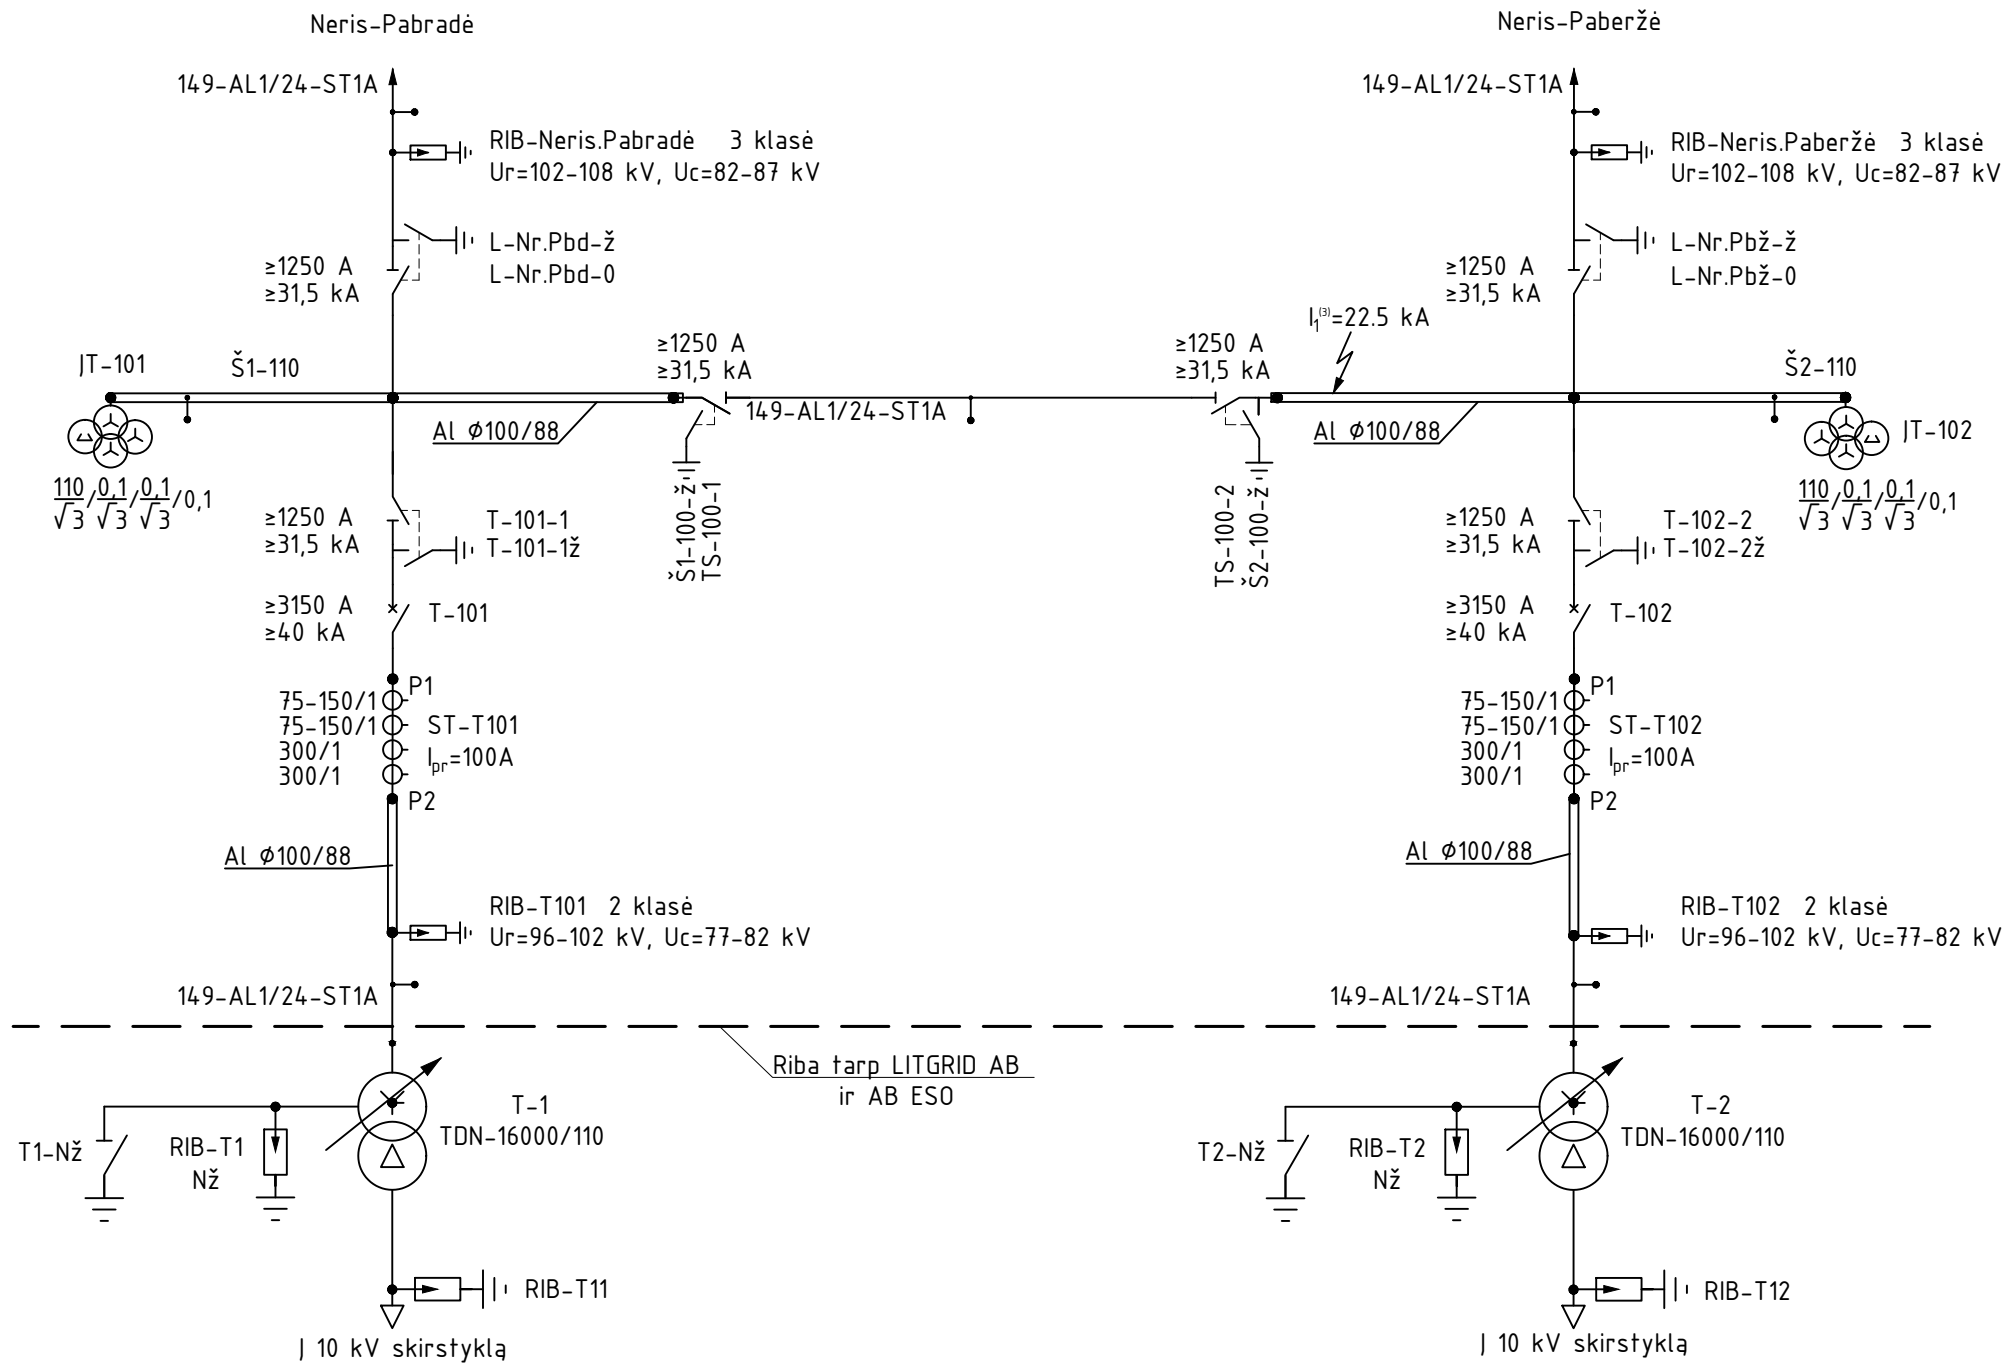 Neris-Pabradė
Neris-Paberžė
149-AL1/24-ST1A
149-AL1/24-ST1A
RIB-Neris.Pabradė 3 klasė
Ur=102-108 kV, Uc=82-87 kV
RIB-Neris.Paberžė 3 klasė
Ur=102-108 kV, Uc=82-87 kV
L-Nr.Pbd-ž
L-Nr.Pbd-0
≥1250 A
≥31,5 kA
L-Nr.Pbž-ž
L-Nr.Pbž-0
≥1250 A
≥31,5 kA
I₁⁽³⁾=22.5 kA
JT-101
Š1-110
≥1250 A
≥31,5 kA
≥1250 A
≥31,5 kA
Š2-110
149-AL1/24-ST1A
Al Φ100/88
Al Φ100/88
JT-102
110/√3/0,1/√3/0,1/√3/0,1
110/√3/0,1/√3/0,1/√3/0,1
Š1-100-ž
TS-100-1
TS-100-2
Š2-100-ž
≥1250 A
≥31,5 kA
T-101-1
T-101-1ž
≥1250 A
≥31,5 kA
T-102-2
T-102-2ž
≥3150 A
≥40 kA
T-101
≥3150 A
≥40 kA
T-102
P1
75-150/1
75-150/1
300/1
300/1
ST-T101
Ipr=100A
P2
P1
75-150/1
75-150/1
300/1
300/1
ST-T102
Ipr=100A
P2
Al Φ100/88
Al Φ100/88
RIB-T101 2 klasė
Ur=96-102 kV, Uc=77-82 kV
RIB-T102 2 klasė
Ur=96-102 kV, Uc=77-82 kV
149-AL1/24-ST1A
149-AL1/24-ST1A
Riba tarp LITGRID AB
ir AB ESO
T-1
TDN-16000/110
T1-Nž
RIB-T1
Nž
T-2
TDN-16000/110
T2-Nž
RIB-T2
Nž
RIB-T11
RIB-T12
Į 10 kV skirstyklą
Į 10 kV skirstyklą